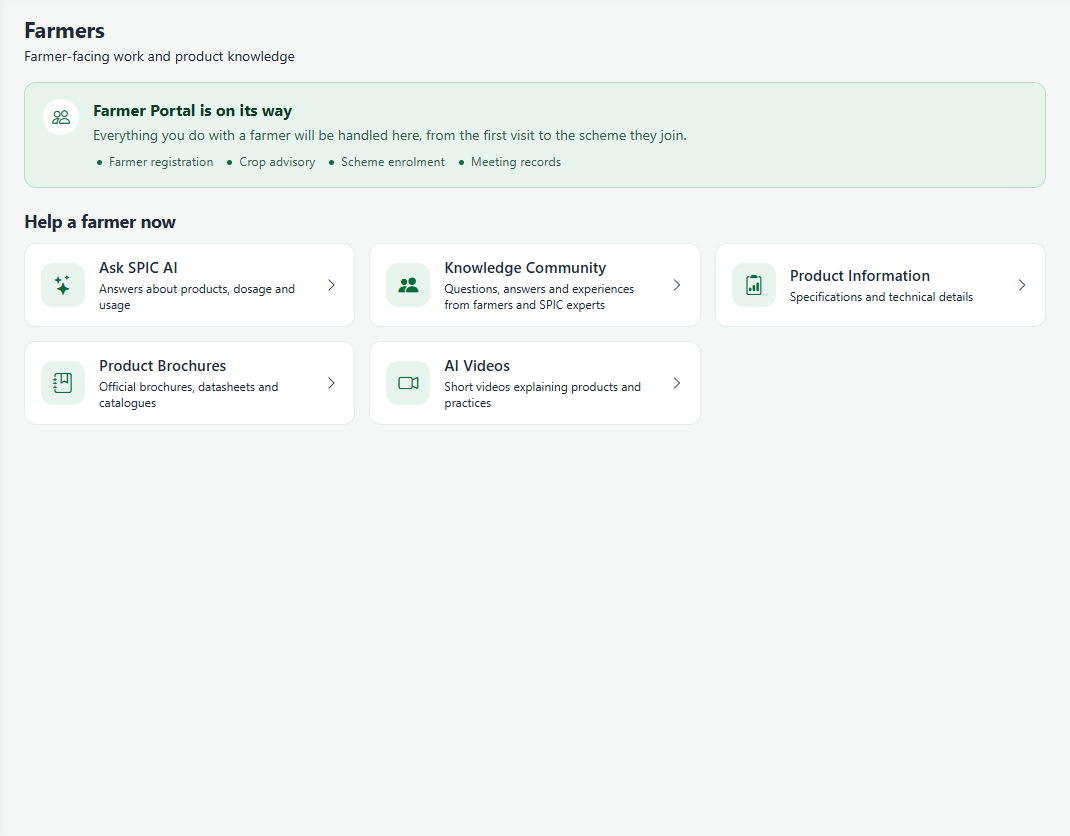 Farmers
Farmer-facing work and product knowledge
Farmer Portal is on its way
Everything you do with a farmer will be handled here, from the first visit to the scheme they join.
• Farmer registration • Crop advisory • Scheme enrolment • Meeting records
Help a farmer now
Ask SPIC AI
Answers about products, dosage and
usage
Knowledge Community
Questions, answers and experiences
from farmers and SPIC experts
Product Information
Specifications and technical details
Product Brochures
Official brochures, datasheets and
catalogues
AI Videos
Short videos explaining products and
practices